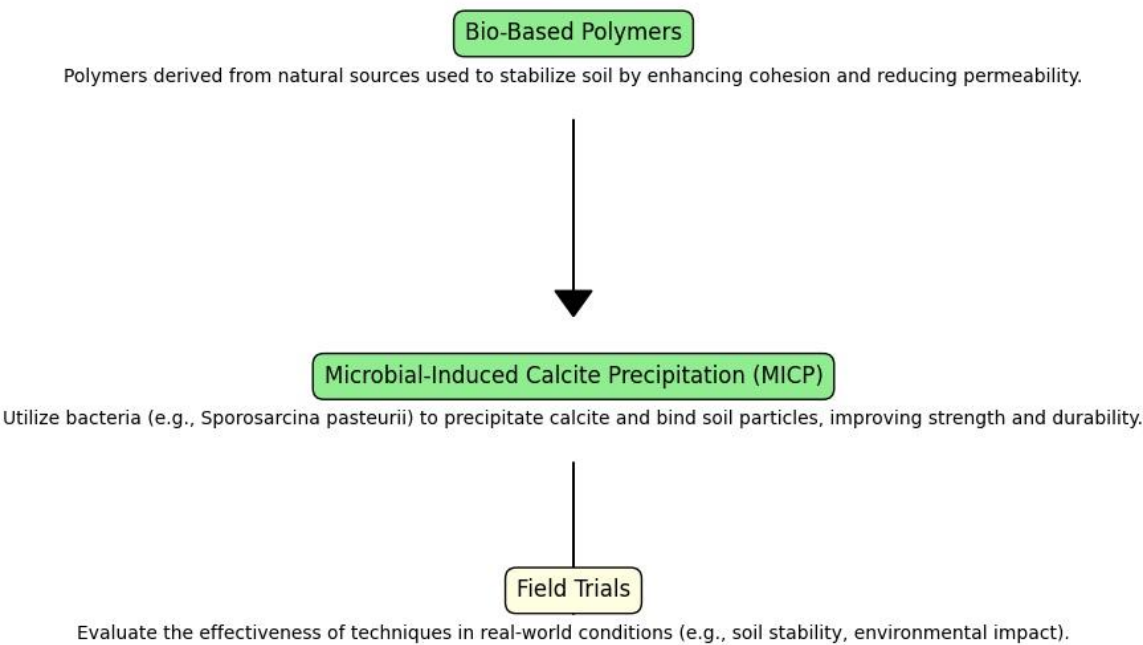 Bio-Based Polymers
Polymers derived from natural sources used to stabilize soil by enhancing cohesion and reducing permeability.
Microbial-Induced Calcite Precipitation (MICP)
Utilize bacteria (e.g., Sporosarcina pasteurii) to precipitate calcite and bind soil particles, improving strength and durability.
Field Trials
Evaluate the effectiveness of techniques in real-world conditions (e.g., soil stability, environmental impact).